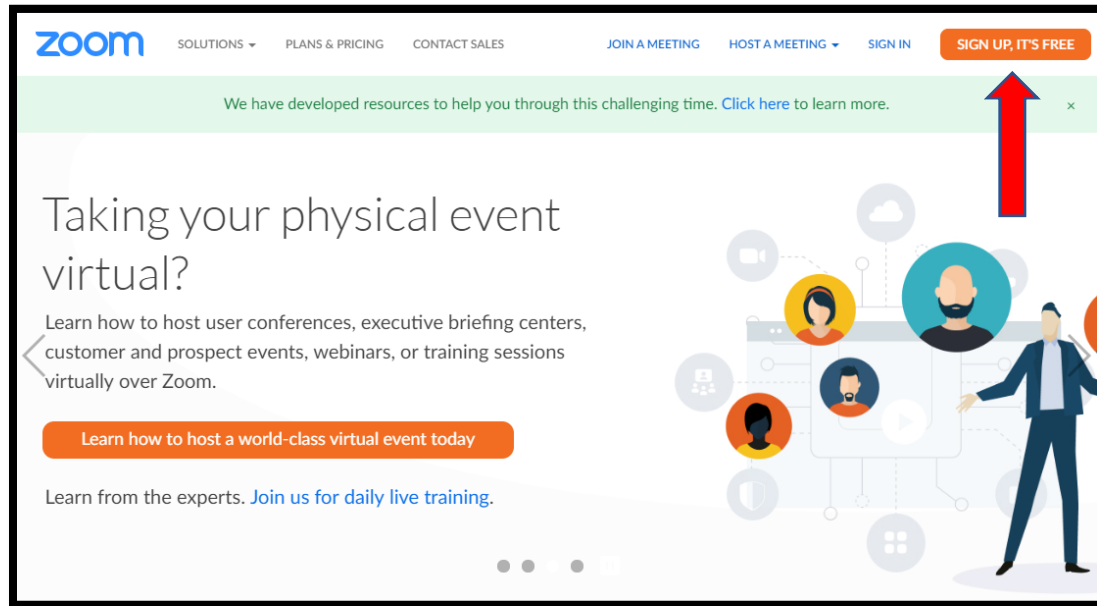 zoom SOLUTIONS PLANS & PRICING CONTACT SALES JOIN A MEETING HOST A MEETING SIGN IN SIGN UP, IT'S FREE
We have developed resources to help you through this challenging time. Click here to learn more. ×
Taking your physical event
virtual?
Learn how to host user conferences, executive briefing centers,
customer and prospect events, webinars, or training sessions
virtually over Zoom.
Learn how to host a world-class virtual event today
Learn from the experts. Join us for daily live training.